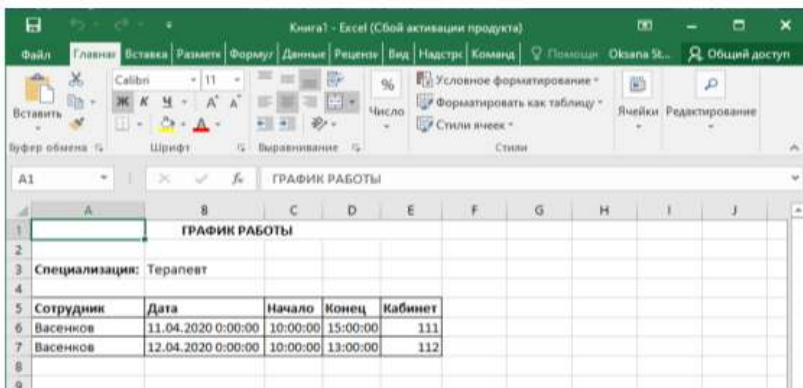 Книга1 - Excel (Сбой активации продукта)
Файл Главная Вставка Разметк Формул Данные Рецензи Вид Надстрс Команд Помощи Oksana St... Общий доступ
Вставить
Calibri 11
Ж К Ч A A
%
Число
Условное форматирование
Форматировать как таблицу
Стили ячеек
Ячейки Редактирование
Буфер обмена Шрифт Выравнивание Стили
A1 fx ГРАФИК РАБОТЫ
A B C D E F G H I J
1 ГРАФИК РАБОТЫ
2
3 Специализация: Терапевт
4
5 Сотрудник Дата Начало Конец Кабинет
6 Васенков 11.04.2020 0:00:00 10:00:00 15:00:00 111
7 Васенков 12.04.2020 0:00:00 10:00:00 13:00:00 112
8
9